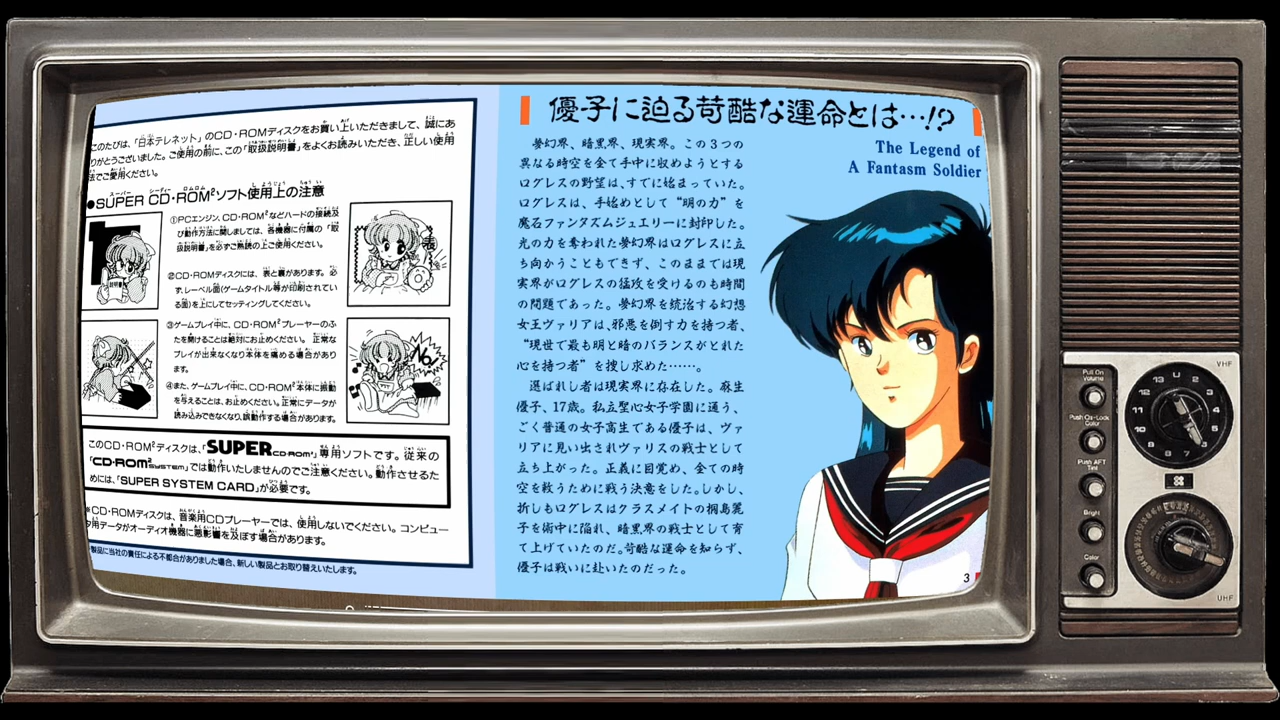 このたびは、「日本テレネット」のCD・ROMディスクをお買い上いただきまして、誠にあ
りがとうございました。ご使用の前に、この「取扱説明書」をよくお読みいただき、正しい使用
法でご愛用ください。
●SUPER CD・ROM²ソフト使用上の注意
①PCエンジン、CD・ROM²などハードの接続及
び動作方法に関しましては、各機器に付属の「取
扱説明書」を必ずご熟読の上ご使用ください。
②CD・ROMディスクには、表と裏があります。必
ず、レーベル面(ゲームタイトル等が印刷されてい
る面)を上にしてセッティングしてください。
③ゲームプレイ中に、CD・ROM²プレーヤーのふ
たを開けることは絶対にお止めください。正常な
プレイが出来なくなり本体を痛める場合があり
ます。
④また、ゲームプレイ中に、CD・ROM²本体に振動
を与えることは、お止めください。正常にデータが
読み込みできなくなり、誤動作する場合があります。
説明書
表
No!
このCD・ROM²ディスクは、「SUPER CD・ROM²」専用ソフトです。従来の
「CD・ROM² SYSTEM」では動作いたしませんのでご注意ください。動作させるた
めには、「SUPER SYSTEM CARD」が必要です。
※CD・ROMディスクは、音楽用CDプレーヤーでは、使用しないでください。コンピュー
タ用データがオーディオ機器に悪影響を及ぼす場合があります。
製品に当社の責任による不都合がありました場合、新しい製品とお取り替えいたします。
優子に迫る苛酷な運命とは…!?
The Legend of
A Fantasm Soldier
夢幻界、暗黒界、現実界。この3つの
異なる時空を全て手中に収めようとする
ログレスの野望は、すでに始まっていた。
ログレスは、手始めとして“明の力”を
魔石ファンタズムジュエリーに封印した。
光の力を奪われた夢幻界はログレスに立
ち向かうこともできず、このままでは現
実界がログレスの猛攻を受けるのも時間
の問題であった。夢幻界を統治する幻想
女王ヴァリアは、邪悪を倒す力を持つ者、
“現世で最も明と暗のバランスがとれた
心を持つ者”を捜し求めた……。
選ばれし者は現実界に存在した。麻生
優子、17歳。私立聖心女子学園に通う、
ごく普通の女子高生である優子は、ヴァ
リアに見い出されヴァリスの戦士として
立ち上がった。正義に目覚め、全ての時
空を救うために戦う決意をした。しかし、
折しもログレスはクラスメイトの桐島麗
子を術中に陥れ、暗黒界の戦士として育
て上げていたのだ。苛酷な運命を知らず、
優子は戦いに赴いたのだった。
3
VHF
Pull On
Volume
Push Cs-Lock
Color
Push AFT
Tint
Bright
Color
U
2
3
4
5
6
7
8
9
10
11
12
13
UHF